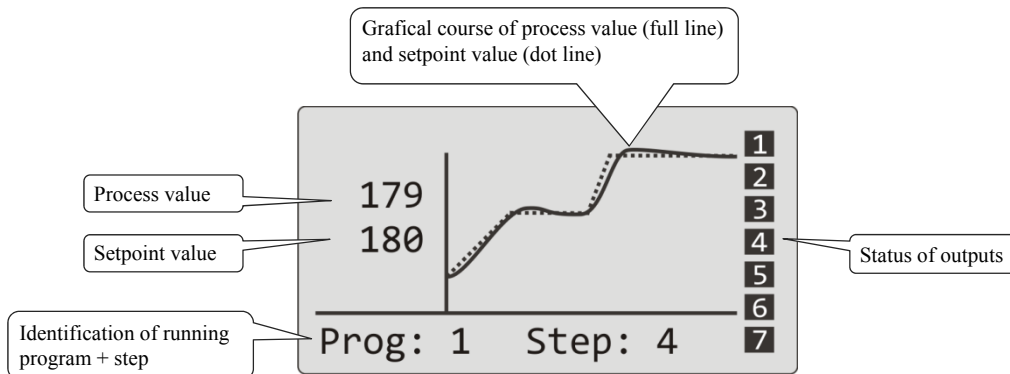 Grafical course of process value (full line)
and setpoint value (dot line)
Process value
179
Setpoint value
180
1
2
3
4
5
6
7
Status of outputs
Identification of running
program + step
Prog: 1 Step: 4